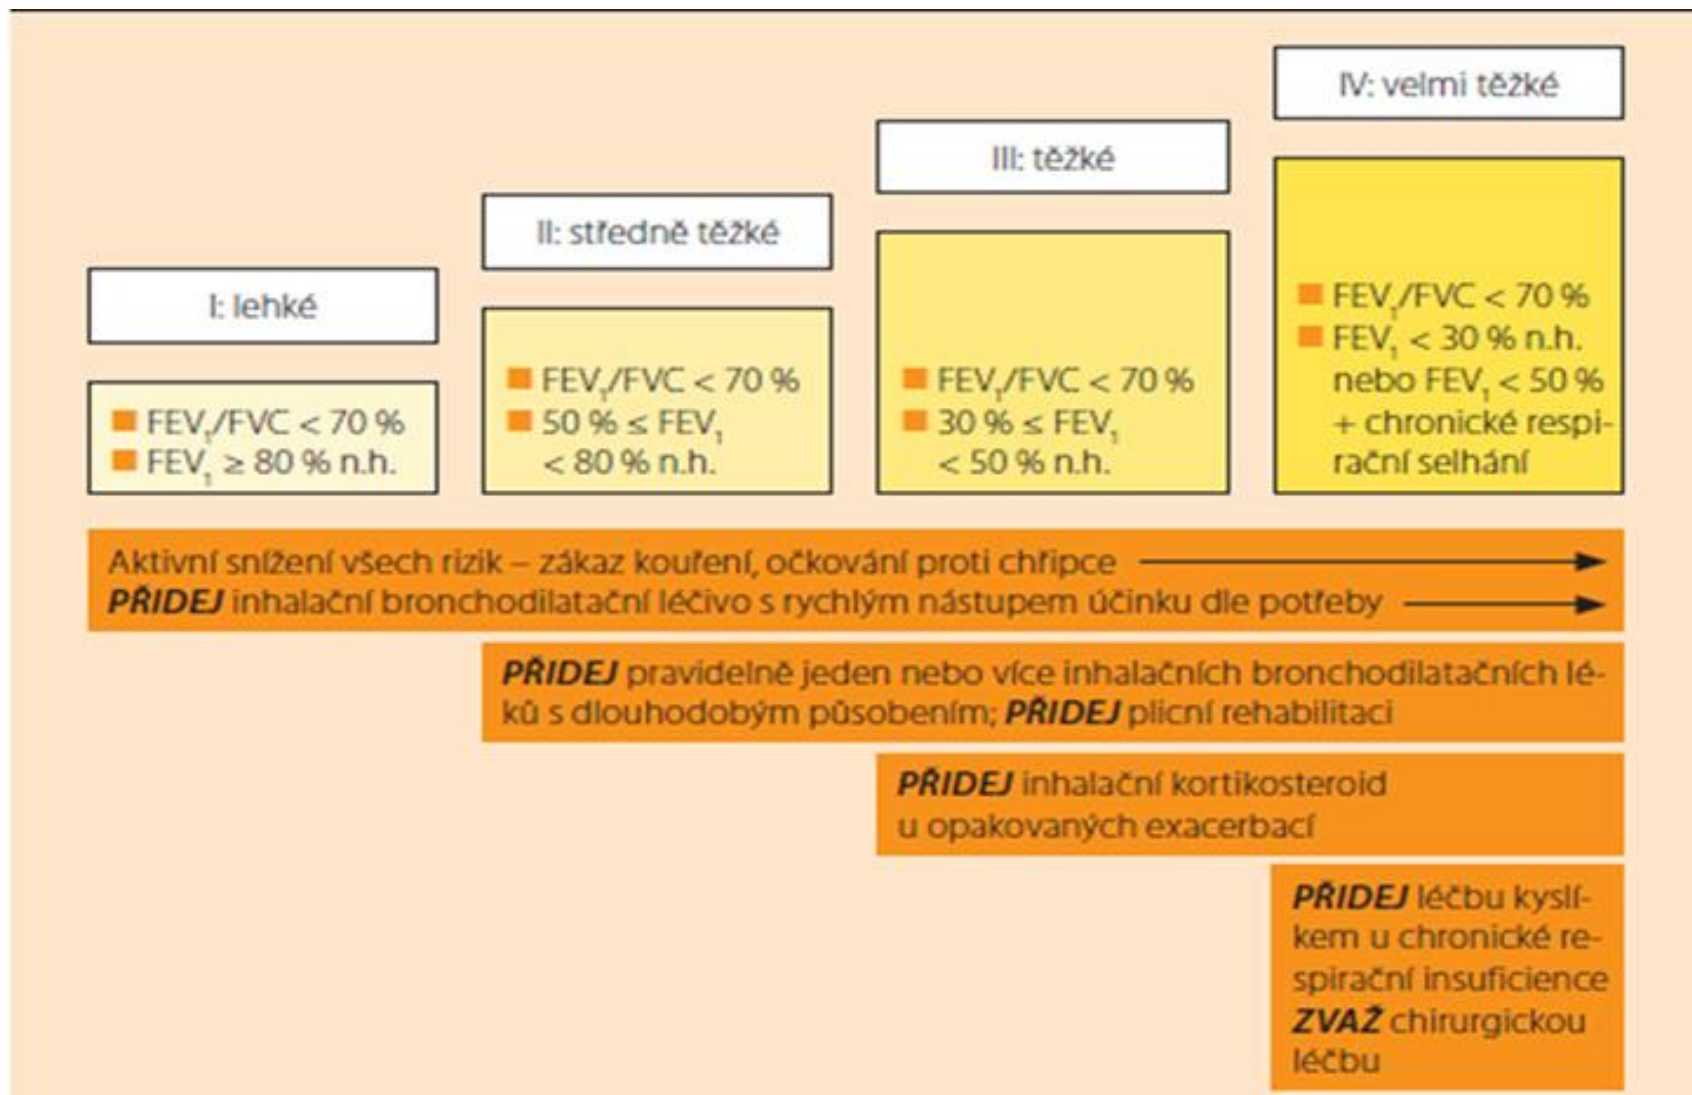 I: lehké
FEV₁/FVC < 70 %
FEV₁ ≥ 80 % n.h.
II: středně těžké
FEV₁/FVC < 70 %
50 % ≤ FEV₁
< 80 % n.h.
III: těžké
FEV₁/FVC < 70 %
30 % ≤ FEV₁
< 50 % n.h.
IV: velmi těžké
FEV₁/FVC < 70 %
FEV₁ < 30 % n.h.
nebo FEV₁ < 50 %
+ chronické respi-
rační selhání
Aktivní snížení všech rizik – zákaz kouření, očkování proti chřipce
PŘIDEJ inhalační bronchodilatační léčivo s rychlým nástupem účinku dle potřeby
PŘIDEJ pravidelně jeden nebo více inhalačních bronchodilatačních lé-
ků s dlouhodobým působením; PŘIDEJ plicní rehabilitaci
PŘIDEJ inhalační kortikosteroid
u opakovaných exacerbací
PŘIDEJ léčbu kyslí-
kem u chronické re-
spirační insuficience
ZVAŽ chirurgickou
léčbu